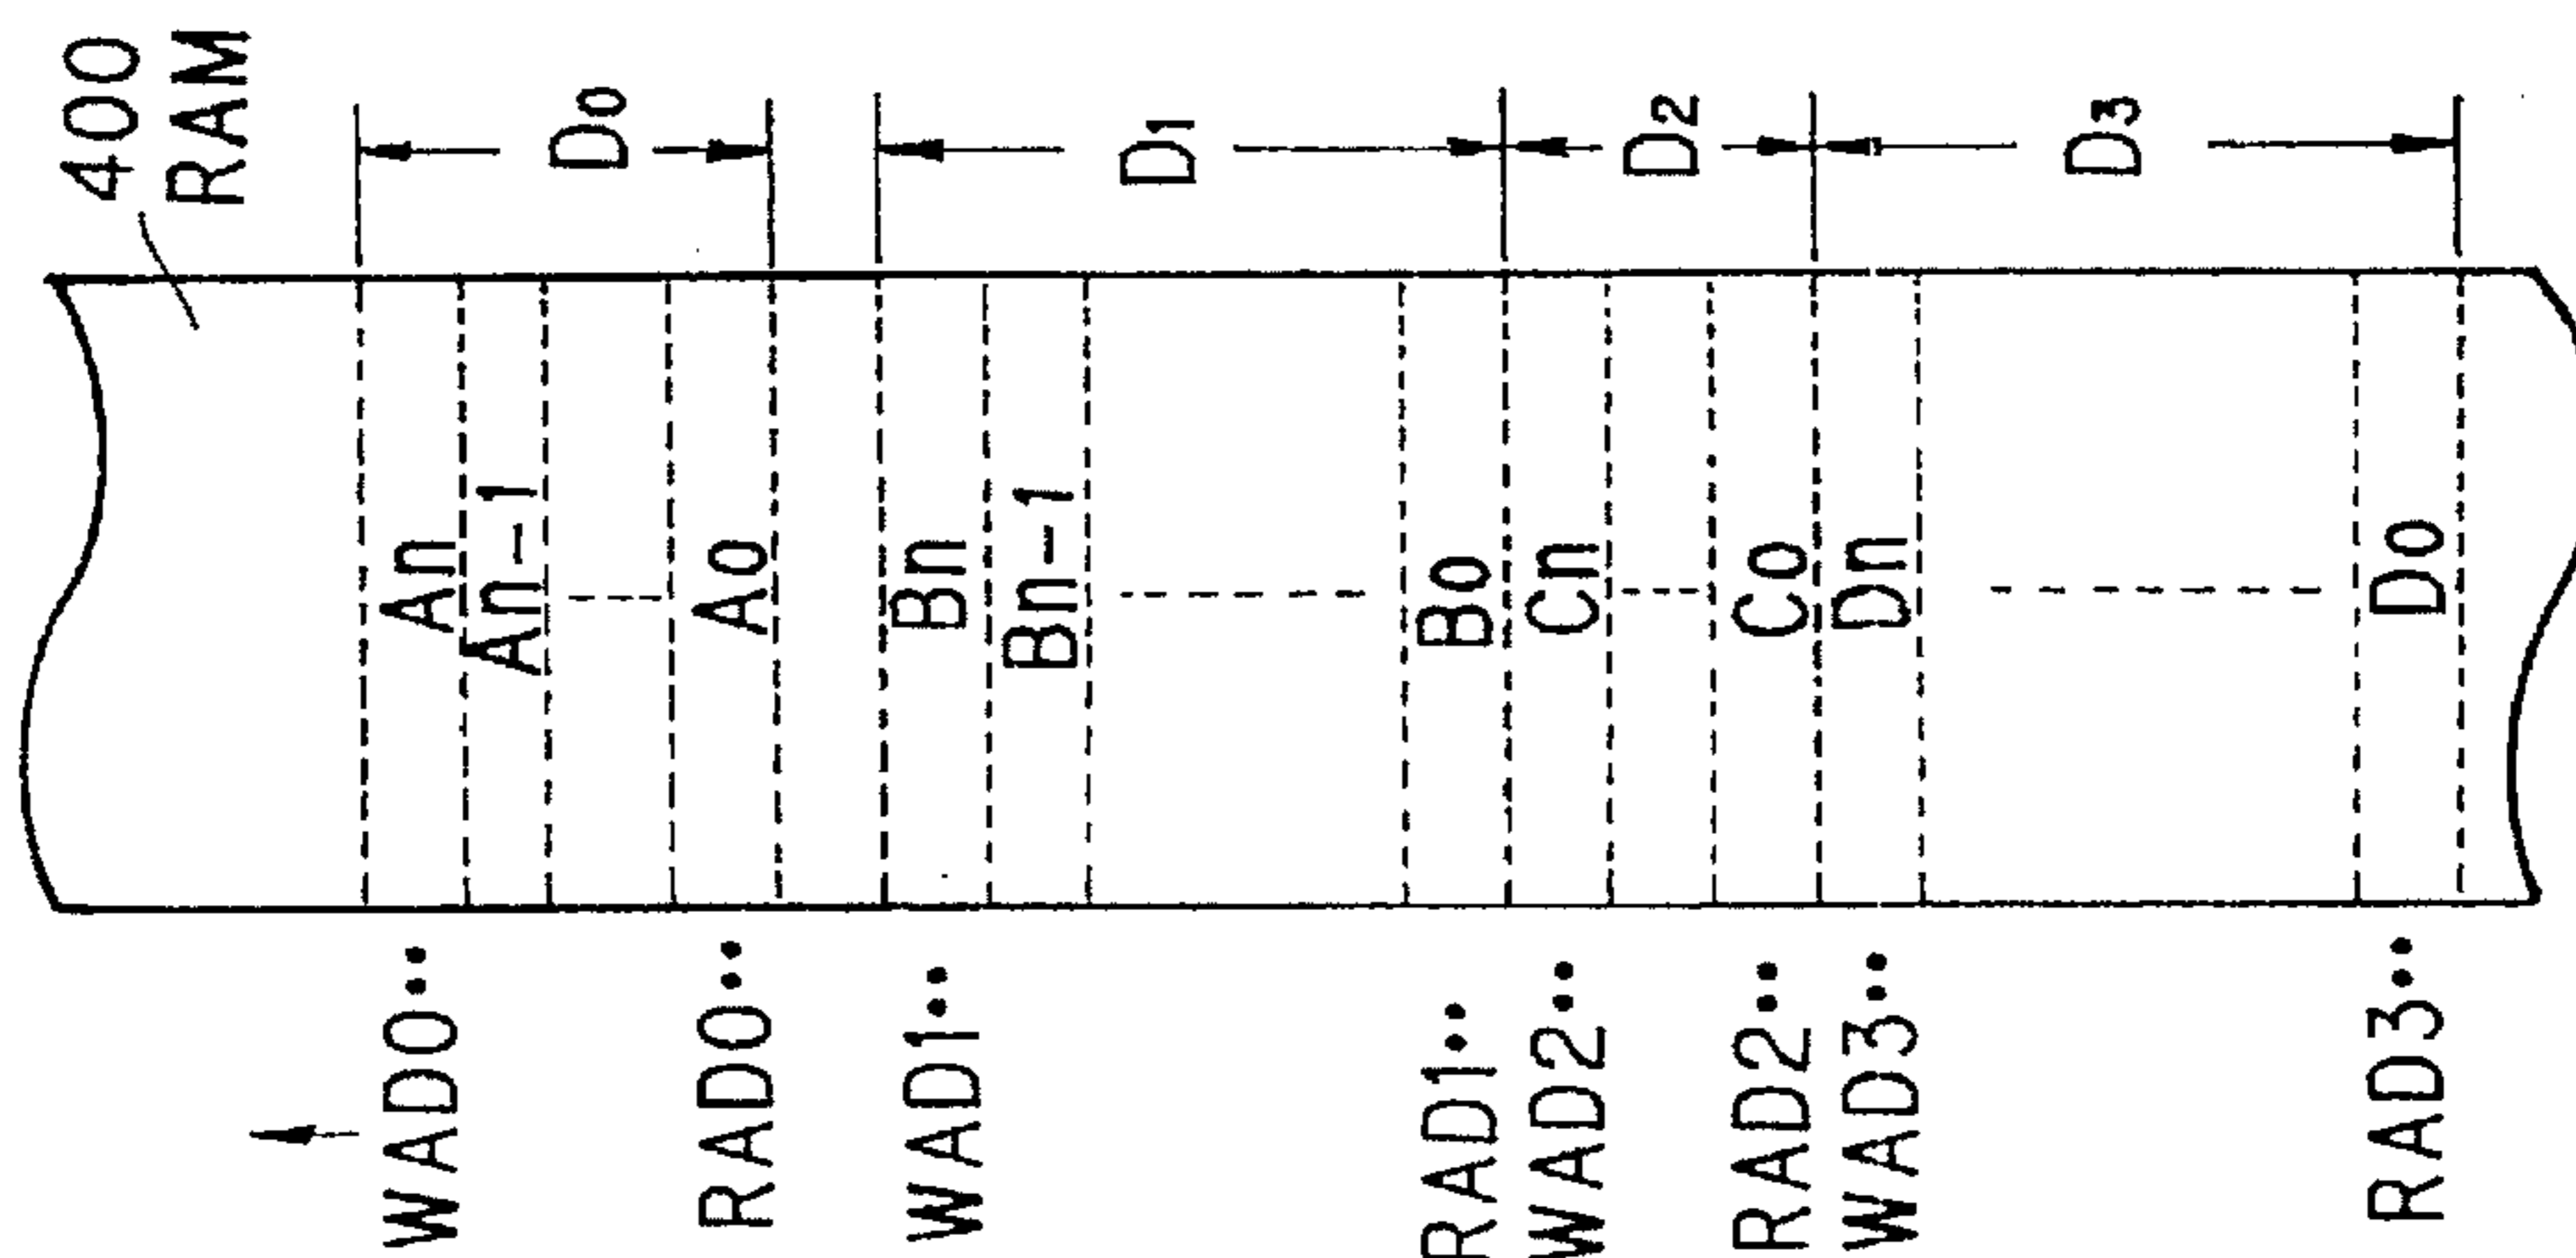 400
RAM
D0
D1
D2
D3
An
An-1
A0
Bn
Bn-1
B0
Cn
C0
Dn
D0
WAD0··
RAD0··
WAD1··
RAD1··
WAD2··
RAD2··
WAD3··
RAD3··